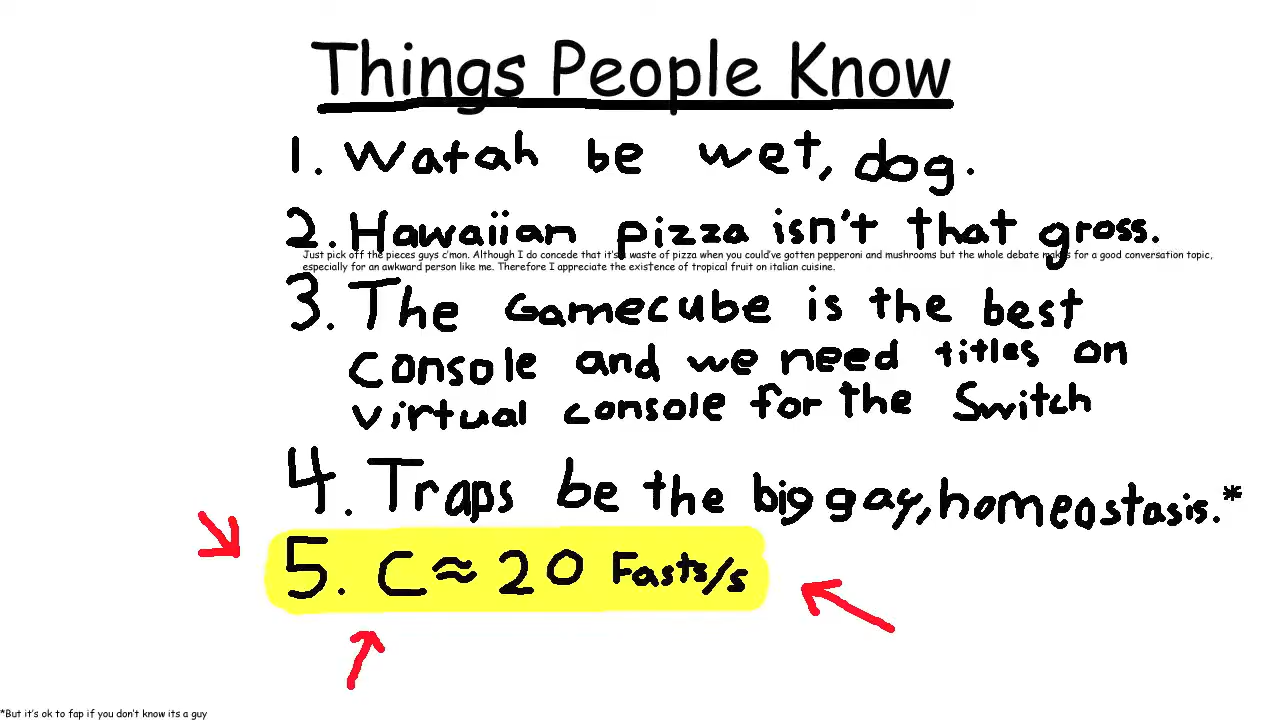 Things People Know
1. Watah be wet, dog.
2. Hawaiian pizza isn't that gross.
Just pick off the pieces guys c'mon. Although I do concede that it's a waste of pizza when you could've gotten pepperoni and mushrooms but the whole debate makes for a good conversation topic,
especially for an awkward person like me. Therefore I appreciate the existence of tropical fruit on italian cuisine.
3. The Gamecube is the best
console and we need titles on
virtual console for the Switch
4. Traps be the big gay, homeostasis.*
5. C ≈ 20 Fasts/s
*But it's ok to fap if you don't know its a guy